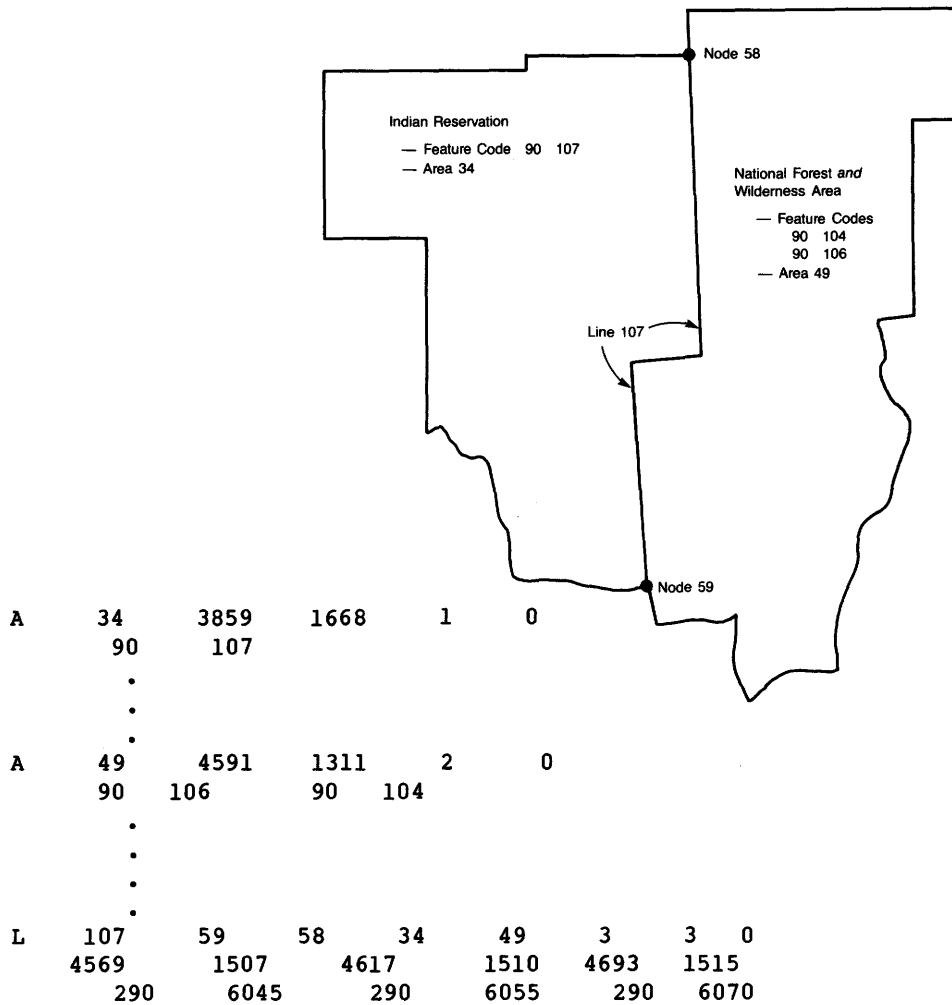 Node 58
Indian Reservation
— Feature Code 90 107
— Area 34
National Forest and
Wilderness Area
— Feature Codes
90 104
90 106
— Area 49
Line 107
Node 59
A 34 3859 1668 1 0
90 107
A 49 4591 1311 2 0
90 106 90 104
L 107 59 58 34 49 3 3 0
4569 1507 4617 1510 4693 1515
290 6045 290 6055 290 6070